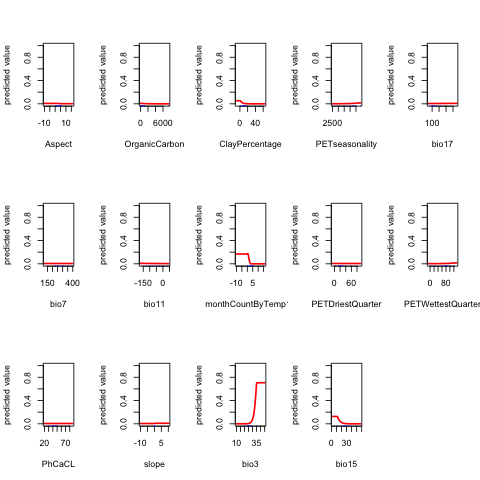 predicted value predicted value predicted value predicted value predicted value
0.0 0.4 0.8 0.0 0.4 0.8 0.0 0.4 0.8 0.0 0.4 0.8 0.0 0.4 0.8
-10 10 0 6000 0 40 2500 100
Aspect OrganicCarbon ClayPercentage PETseasonality bio17
predicted value predicted value predicted value predicted value predicted value
0.0 0.4 0.8 0.0 0.4 0.8 0.0 0.4 0.8 0.0 0.4 0.8 0.0 0.4 0.8
150 400 -150 0 -10 5 0 60 0 80
bio7 bio11 monthCountByTemp PETDriestQuarter PETWettestQuarter
predicted value predicted value predicted value predicted value
0.0 0.4 0.8 0.0 0.4 0.8 0.0 0.4 0.8 0.0 0.4 0.8
20 70 -10 5 10 35 0 30
PhCaCL slope bio3 bio15